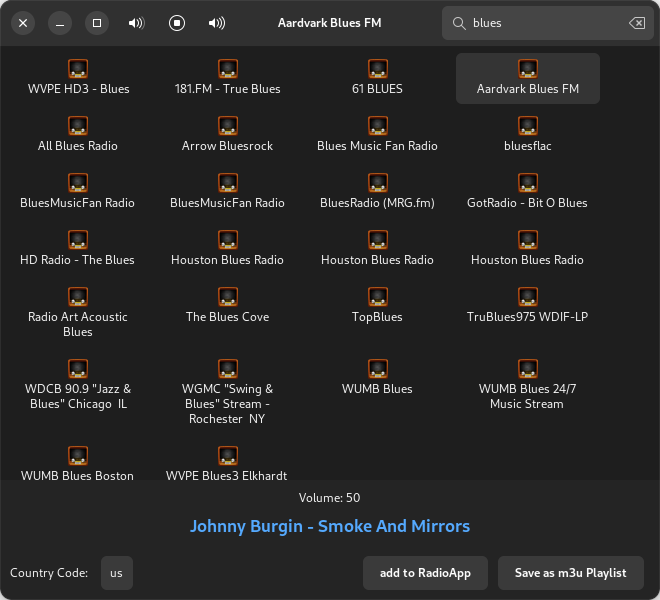 Aardvark Blues FM
blues
WVPE HD3 - Blues
181.FM - True Blues
61 BLUES
Aardvark Blues FM
All Blues Radio
Arrow Bluesrock
Blues Music Fan Radio
bluesflac
BluesMusicFan Radio
BluesMusicFan Radio
BluesRadio (MRG.fm)
GotRadio - Bit O Blues
HD Radio - The Blues
Houston Blues Radio
Houston Blues Radio
Houston Blues Radio
Radio Art Acoustic
Blues
The Blues Cove
TopBlues
TruBlues975 WDIF-LP
WDCB 90.9 "Jazz &
Blues" Chicago  IL
WGMC "Swing &
Blues" Stream -
Rochester  NY
WUMB Blues
WUMB Blues 24/7
Music Stream
WUMB Blues Boston
WVPE Blues3 Elkhardt
Volume: 50
Johnny Burgin - Smoke And Mirrors
Country Code:
us
add to RadioApp
Save as m3u Playlist